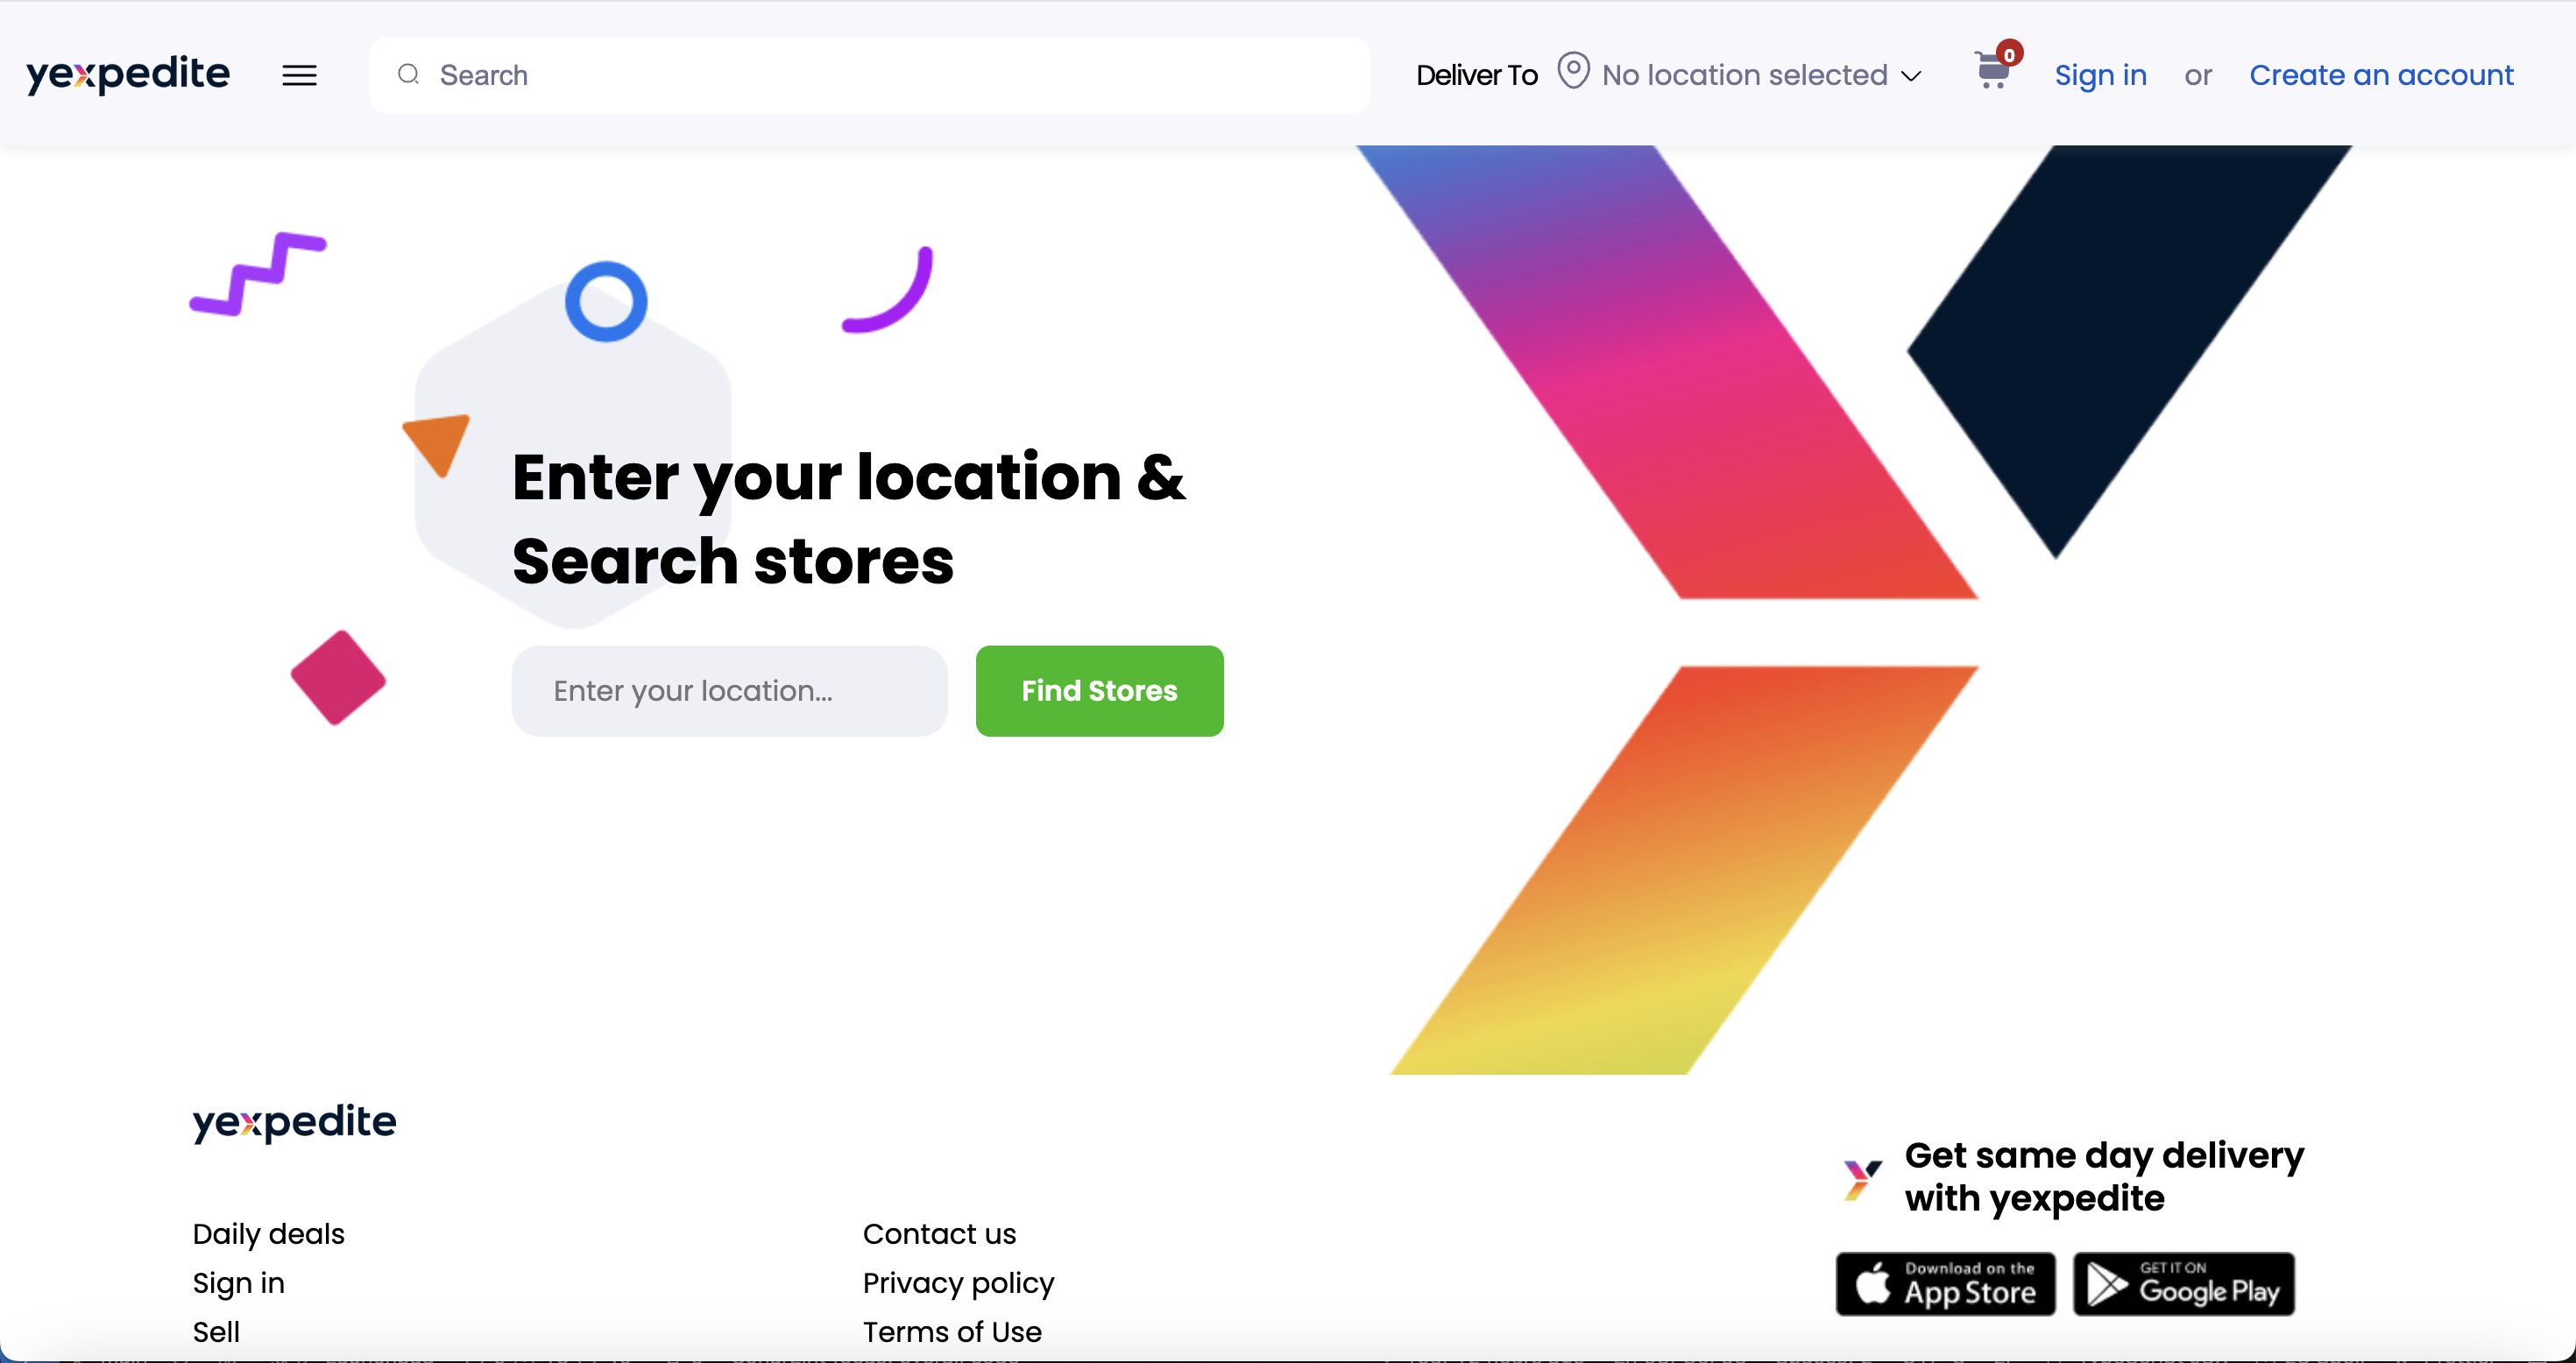 yexpedite
Search
Deliver To No location selected
0
Sign in or Create an account
Enter your location &
Search stores
Enter your location...
Find Stores
yexpedite
Daily deals
Sign in
Sell
Contact us
Privacy policy
Terms of Use
Get same day delivery
with yexpedite
Download on the
App Store
GET IT ON
Google Play